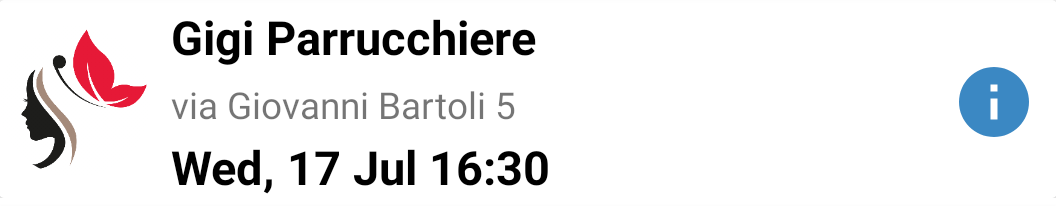 Gigi Parrucchiere
via Giovanni Bartoli 5
Wed, 17 Jul 16:30